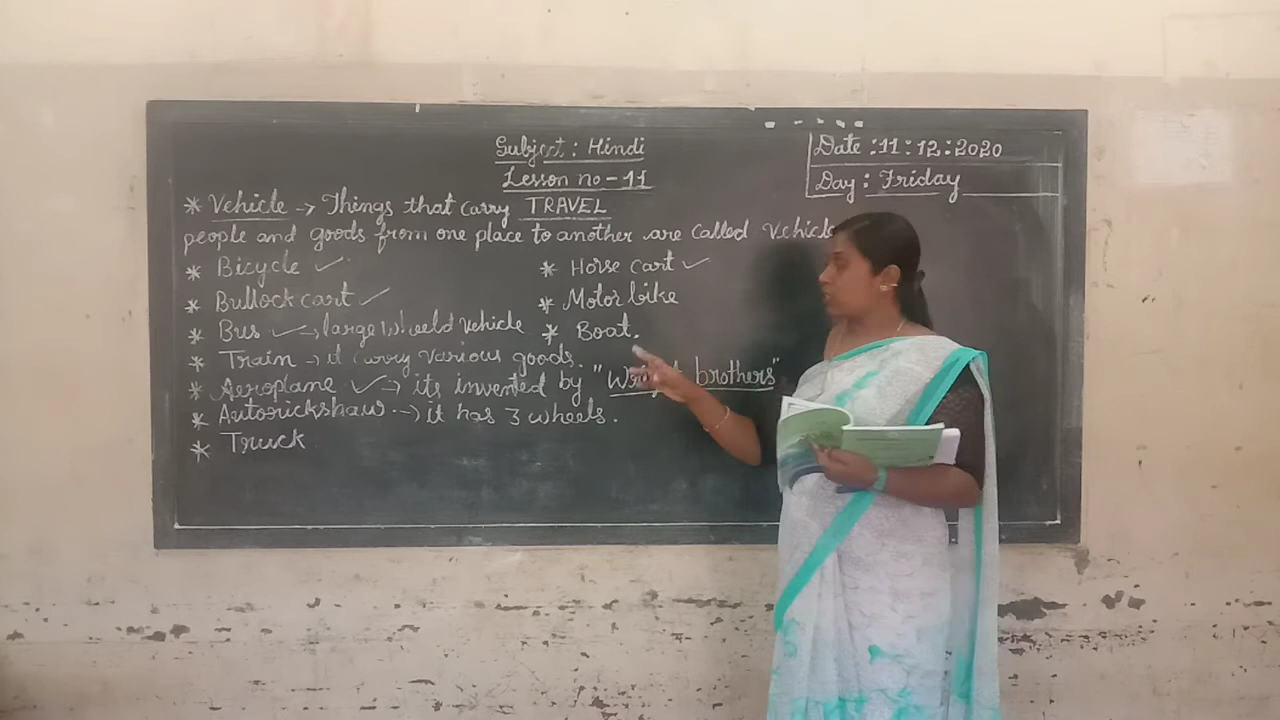 Subject : Hindi
Lesson no - 11
Date : 11 : 12 : 2020
Day : Friday
* Vehicle → Things that carry TRAVEL
people and goods from one place to another are called Vehicle
* Bicycle ✓
* Bullock cart ✓
* Bus ✓ → large wheeld vehicle
* Train → it carry various goods.
* Aeroplane ✓ → its invented by "Wright brothers"
* Autorickshaw → it has 3 wheels.
* Truck
* Horse cart ✓
* Motor bike
* Boat.